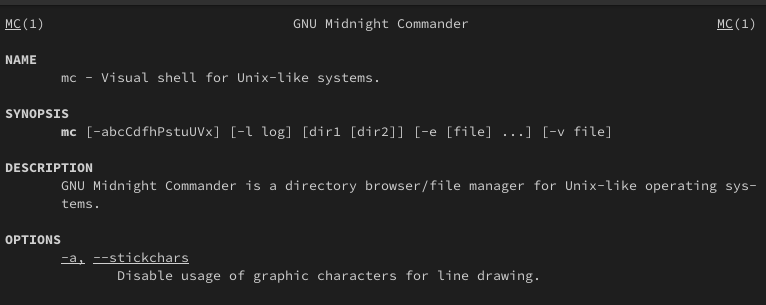 MC(1) GNU Midnight Commander MC(1)
NAME
mc - Visual shell for Unix-like systems.
SYNOPSIS
mc [-abcCdfhPstuUVx] [-l log] [dir1 [dir2]] [-e [file] ...] [-v file]
DESCRIPTION
GNU Midnight Commander is a directory browser/file manager for Unix-like operating sys-
tems.
OPTIONS
-a, --stickchars
Disable usage of graphic characters for line drawing.